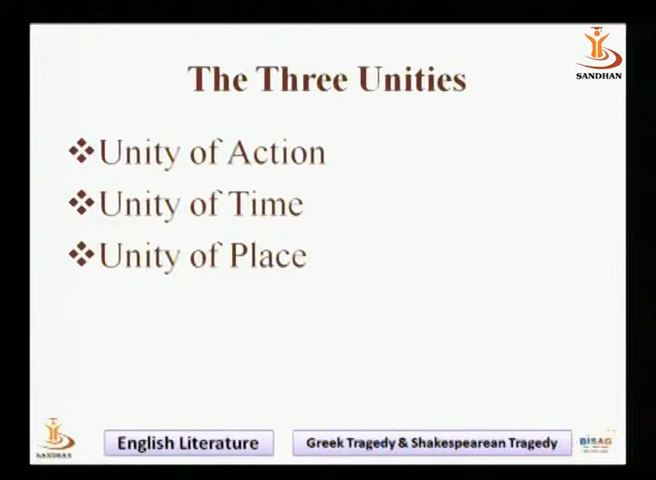 SANDHAN
The Three Unities
Unity of Action
Unity of Time
Unity of Place
SANDHAN
English Literature
Greek Tragedy & Shakespearean Tragedy
BISAG